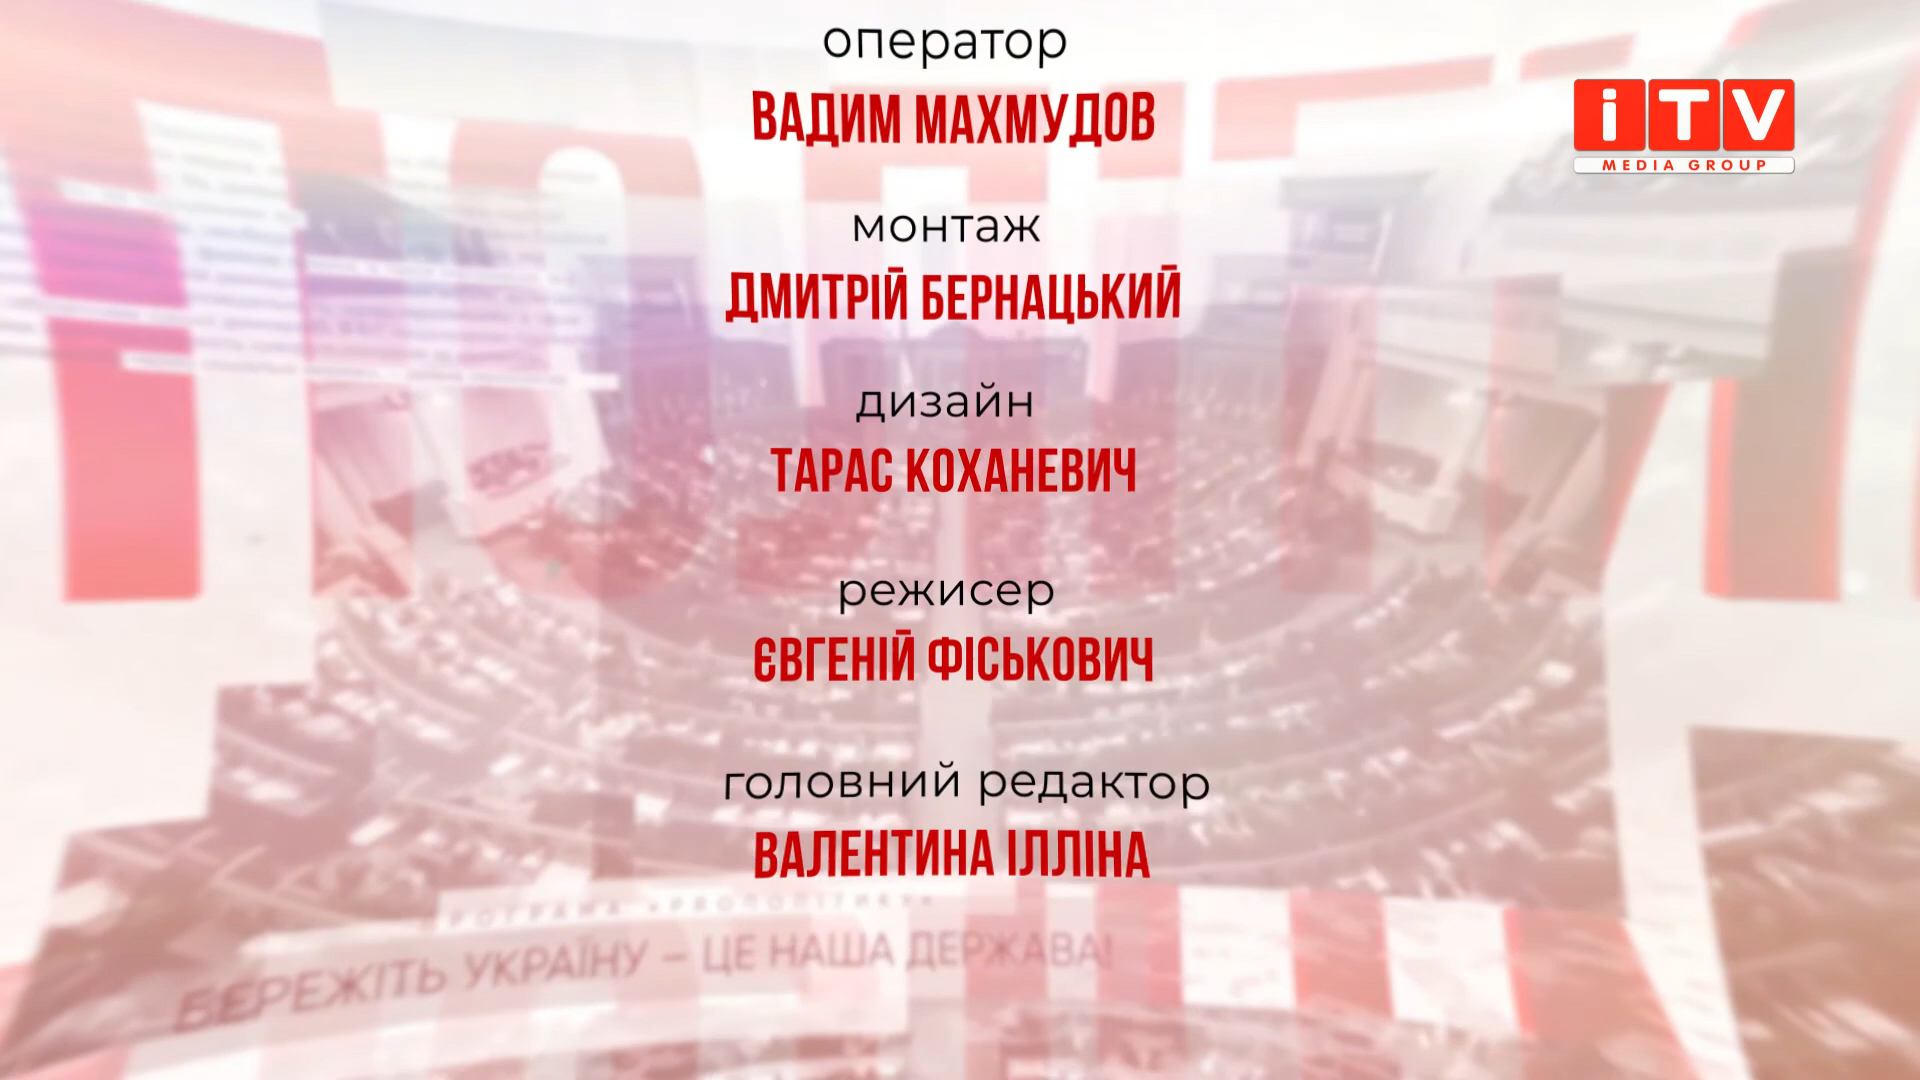 оператор
ВАДИМ МАХМУДОВ
iTV
MEDIA GROUP
монтаж
ДМИТРІЙ БЕРНАЦЬКИЙ
дизайн
ТАРАС КОХАНЕВИЧ
режисер
ЄВГЕНІЙ ФІСЬКОВИЧ
головний редактор
ВАЛЕНТИНА ІЛЛІНА
БЕРЕЖІТЬ УКРАЇНУ – ЦЕ НАША ДЕРЖАВА!